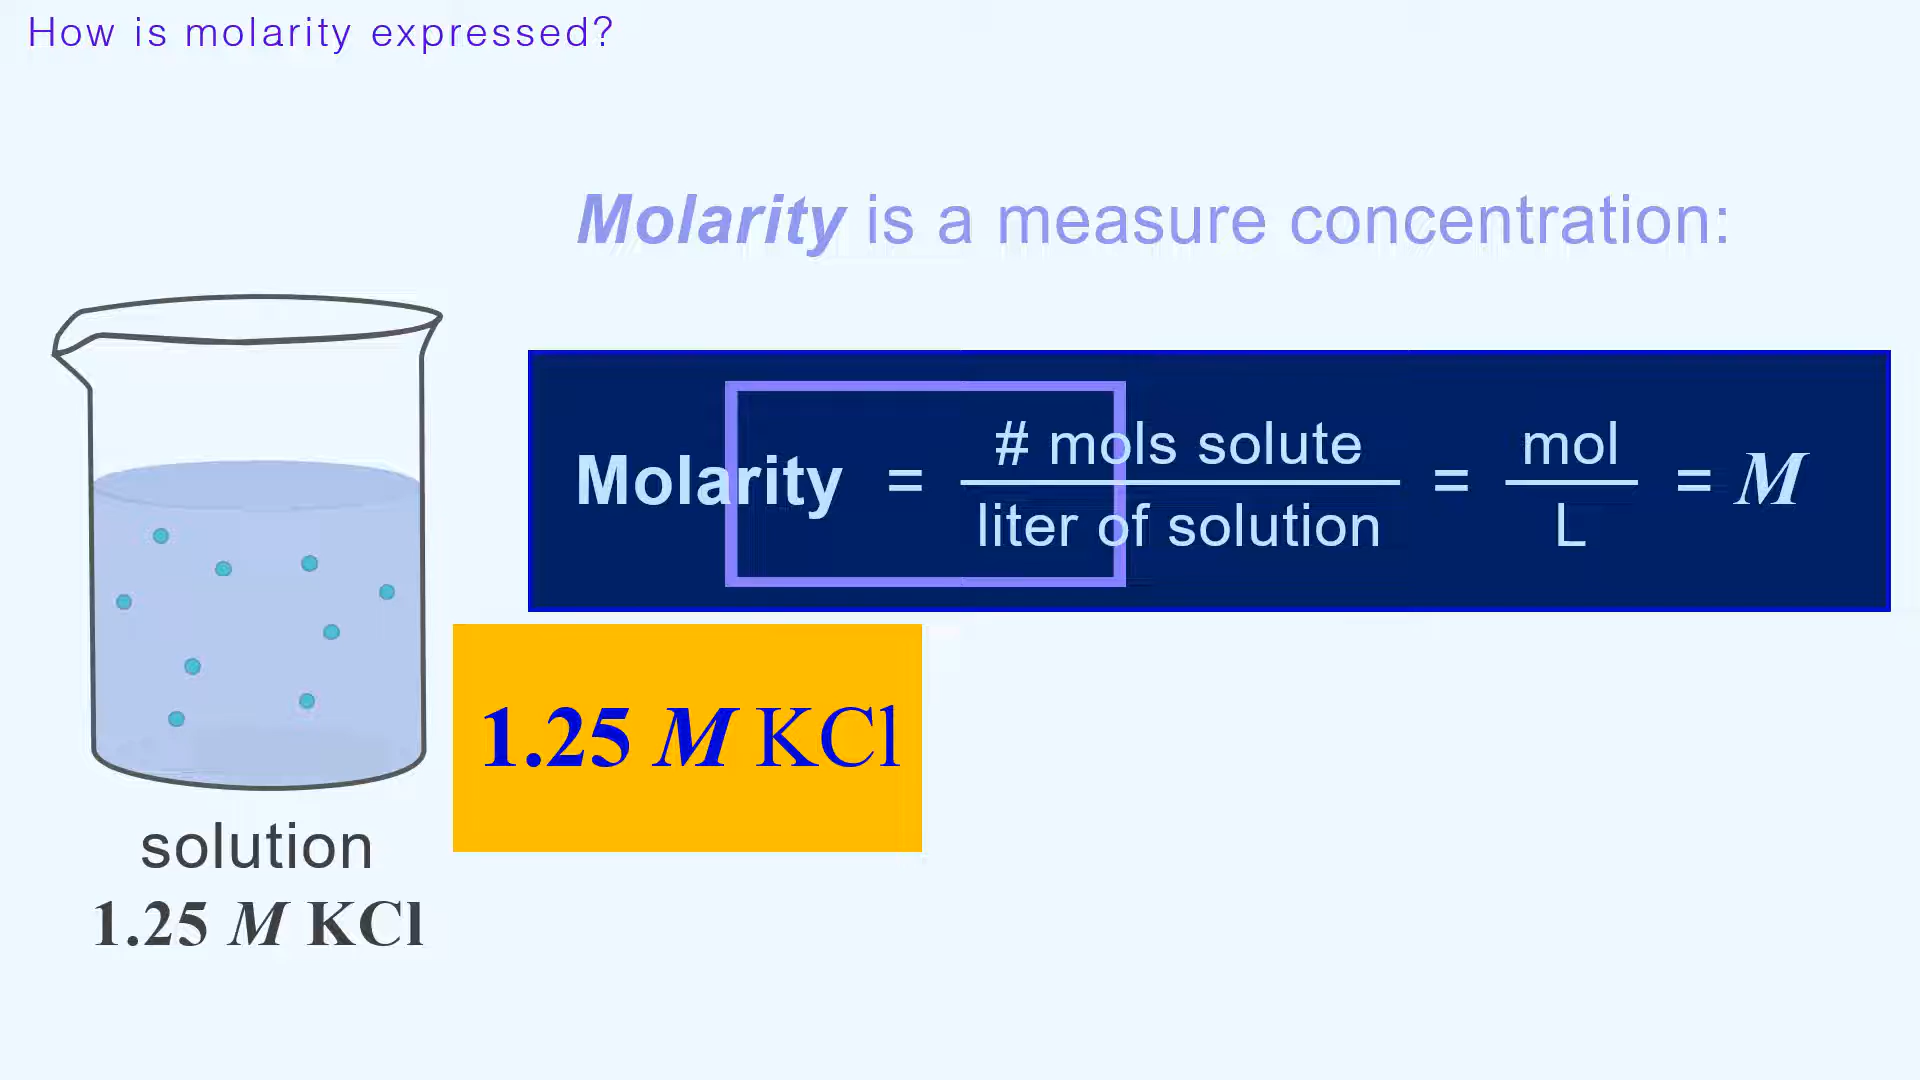 How is molarity expressed?
Molarity is a measure concentration:
Molarity = # mols solute / liter of solution = mol / L = M
1.25 M KCl
solution
1.25 M KCl